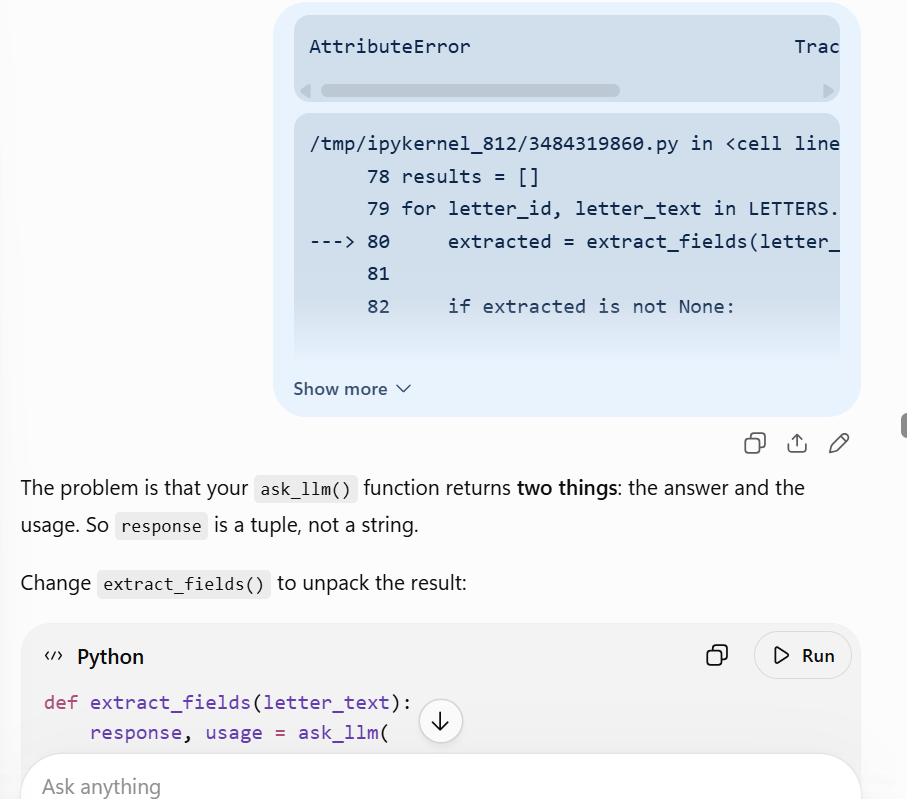 AttributeError Trac
/tmp/ipykernel_812/3484319860.py in <cell line
78 results = []
79 for letter_id, letter_text in LETTERS.
---> 80     extracted = extract_fields(letter_
81
82     if extracted is not None:
Show more
The problem is that your ask_llm() function returns two things: the answer and the
usage. So response is a tuple, not a string.
Change extract_fields() to unpack the result:
Python
Run
def extract_fields(letter_text):
    response, usage = ask_llm(
Ask anything